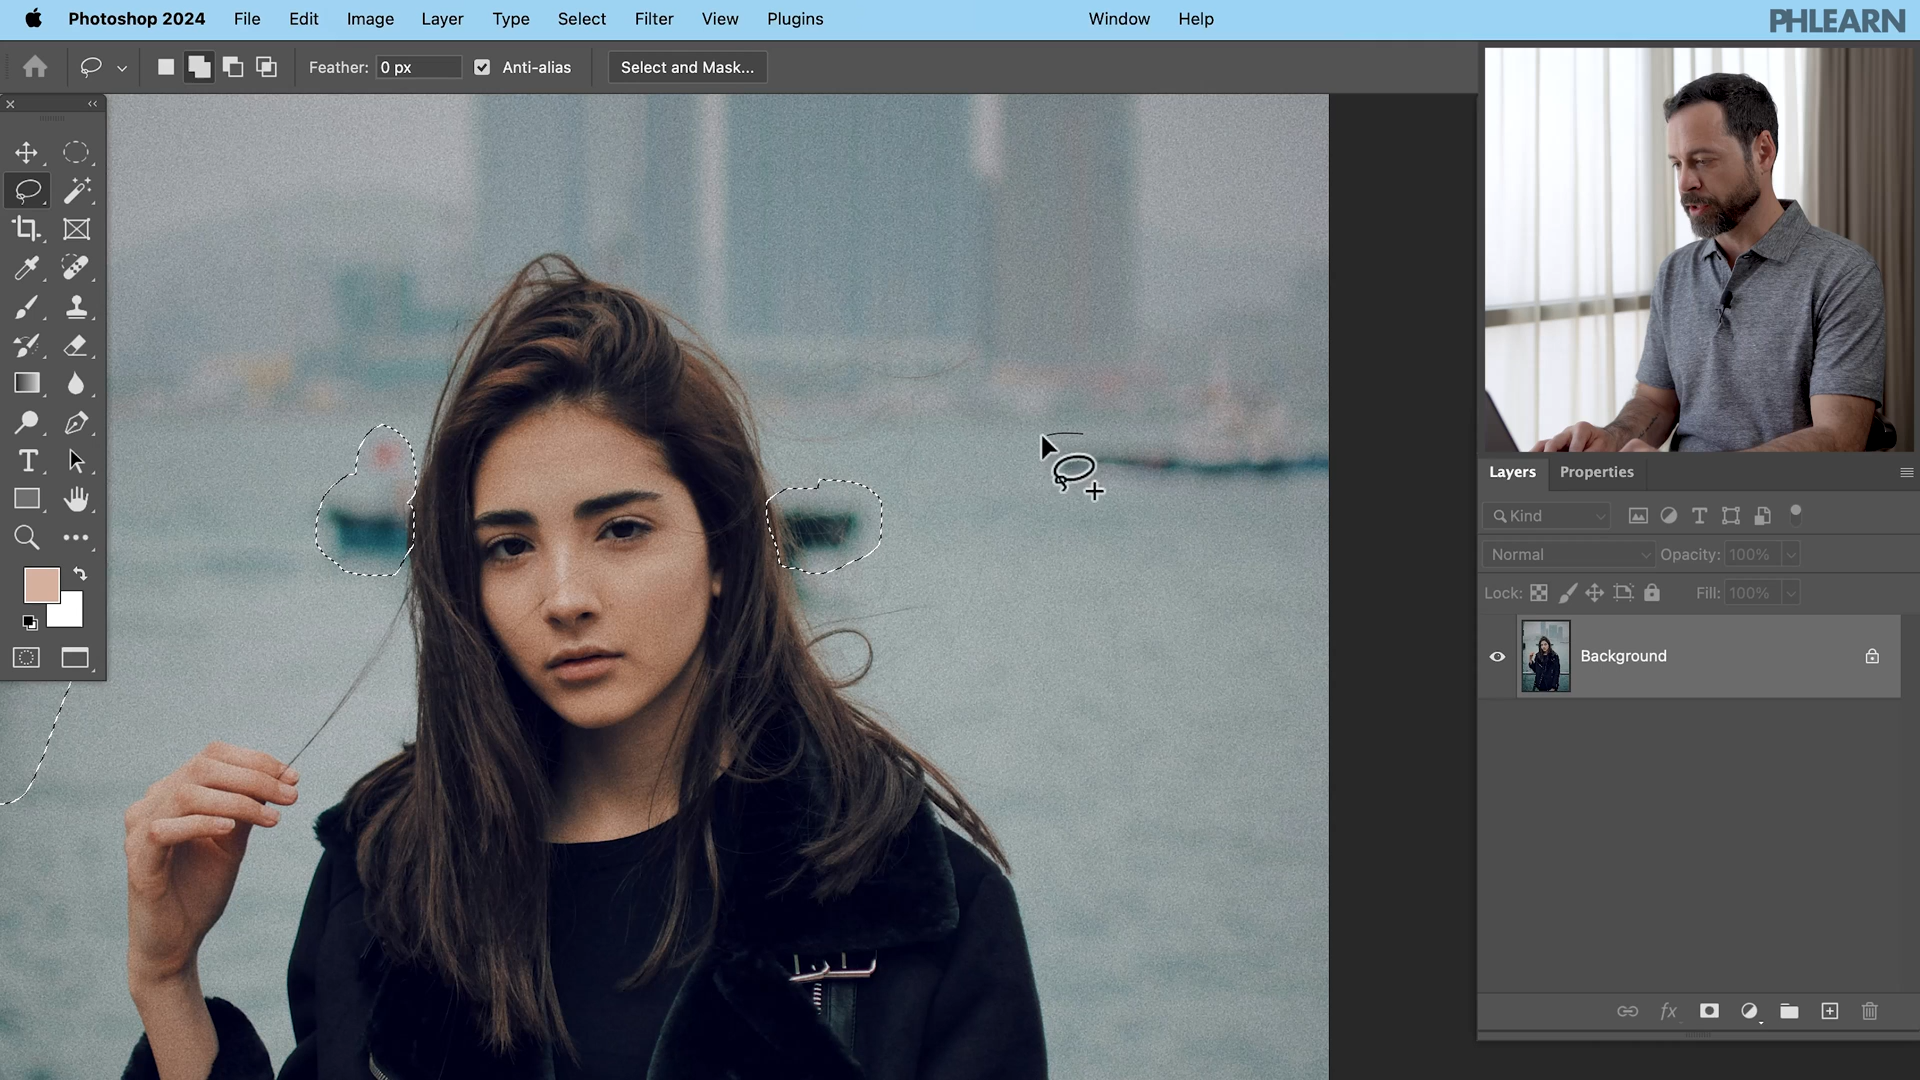 Photoshop 2024 File Edit Image Layer Type Select Filter View Plugins Window Help
PHLEARN
Feather: 0 px Anti-alias Select and Mask...
Layers Properties
Kind
Normal Opacity: 100%
Lock: Fill: 100%
Background